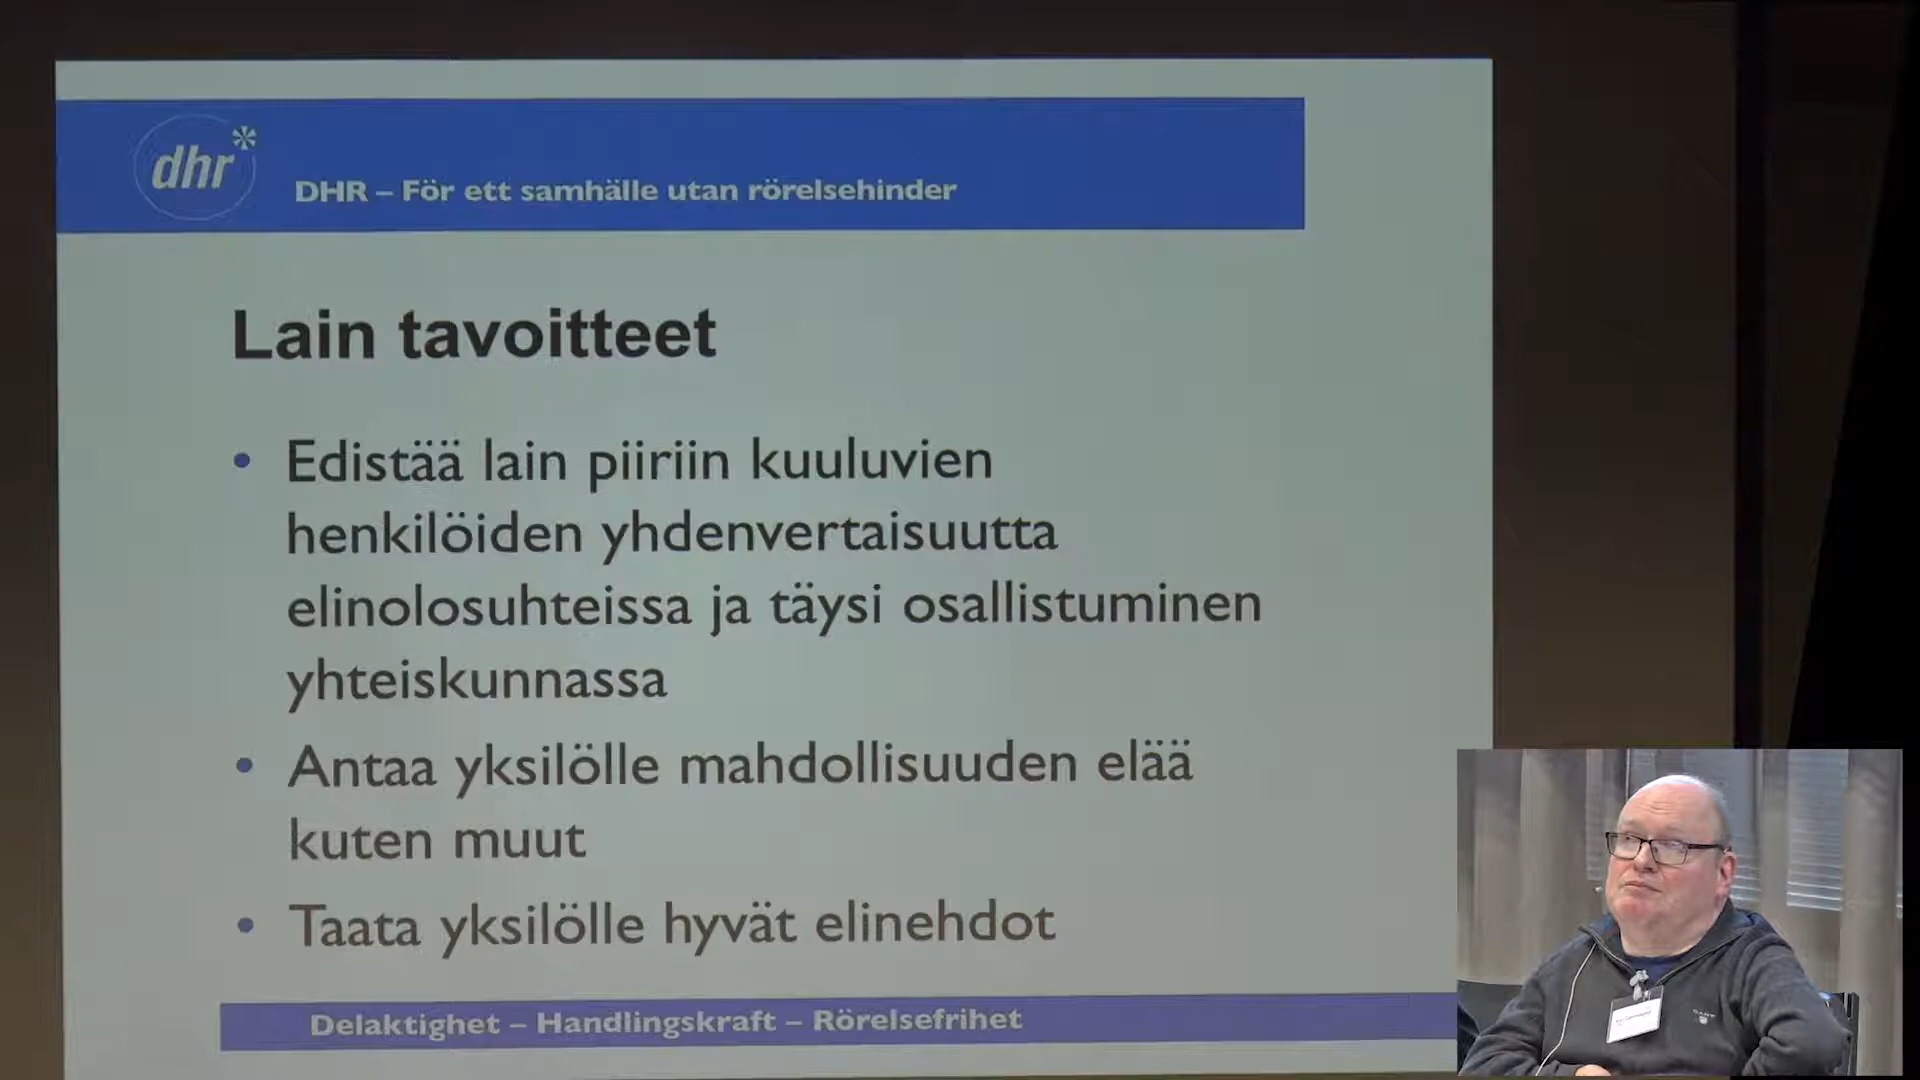 dhr
DHR – För ett samhälle utan rörelsehinder
Lain tavoitteet
• Edistää lain piiriin kuuluvien
henkilöiden yhdenvertaisuutta
elinolosuhteissa ja täysi osallistuminen
yhteiskunnassa
• Antaa yksilölle mahdollisuuden elää
kuten muut
• Taata yksilölle hyvät elinehdot
Delaktighet – Handlingskraft – Rörelsefrihet
GANT